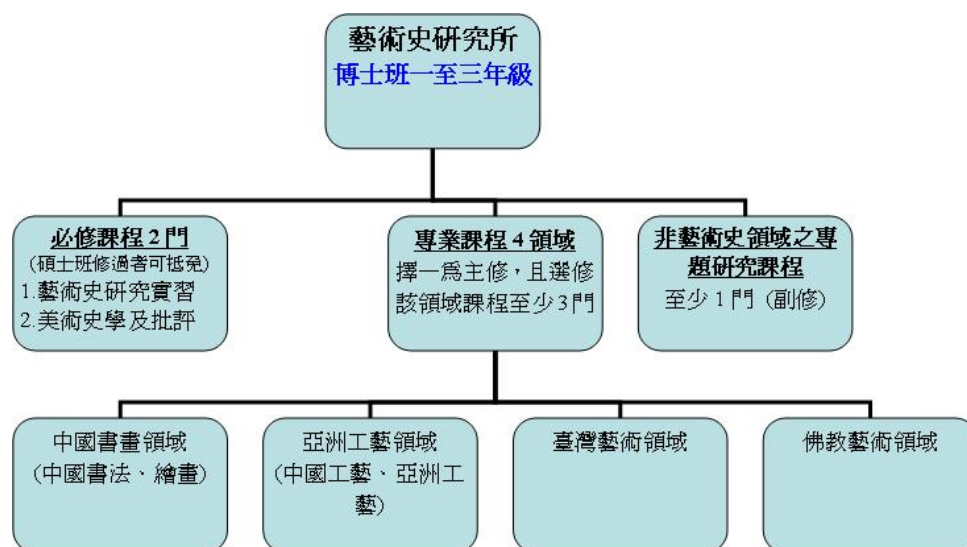 藝術史研究所
博士班一至三年級
必修課程2門
(碩士班修過者可抵免)
1.藝術史研究實習
2.美術史學及批評
專業課程4領域
擇一為主修，且選修
該領域課程至少3門
非藝術史領域之專
題研究課程
至少1門 (副修)
中國書畫領域
(中國書法、繪畫)
亞洲工藝領域
(中國工藝、亞洲工
藝)
臺灣藝術領域
佛教藝術領域